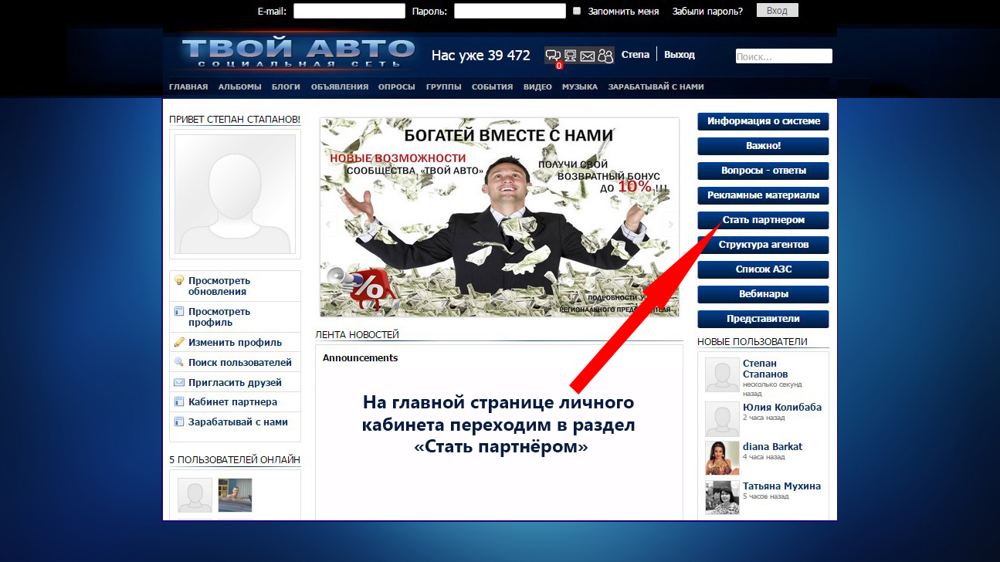 E-mail:
Пароль:
Запомнить меня
Забыли пароль?
Вход
ТВОЙ АВТО
СОЦИАЛЬНАЯ СЕТЬ
Нас уже 39 472
0
Степа
Выход
Поиск...
ГЛАВНАЯ АЛЬБОМЫ БЛОГИ ОБЪЯВЛЕНИЯ ОПРОСЫ ГРУППЫ СОБЫТИЯ ВИДЕО МУЗЫКА ЗАРАБАТЫВАЙ С НАМИ
ПРИВЕТ СТЕПАН СТАПАНОВ!
Просмотреть
обновления
Просмотреть
профиль
Изменить профиль
Поиск пользователей
Пригласить друзей
Кабинет партнера
Зарабатывай с нами
5 ПОЛЬЗОВАТЕЛЕЙ ОНЛАЙН
БОГАТЕЙ ВМЕСТЕ С НАМИ
НОВЫЕ ВОЗМОЖНОСТИ
СООБЩЕСТВА «ТВОЙ АВТО»
ПОЛУЧИ СВОЙ
ВОЗВРАТНЫЙ БОНУС
ДО 10% !!!
%
ПОДРОБНОСТИ У
РЕГИОНАЛЬНОГО
ЛЕНТА НОВОСТЕЙ
Announcements
На главной странице личного
кабинета переходим в раздел
«Стать партнёром»
Информация о системе
Важно!
Вопросы - ответы
Рекламные материалы
Стать партнером
Структура агентов
Список АЗС
Вебинары
Представители
НОВЫЕ ПОЛЬЗОВАТЕЛИ
Степан
Стапанов
несколько секунд
назад
Юлия Колибаба
2 часа назад
diana Barkat
4 часа назад
Татьяна Мухина
5 часов назад